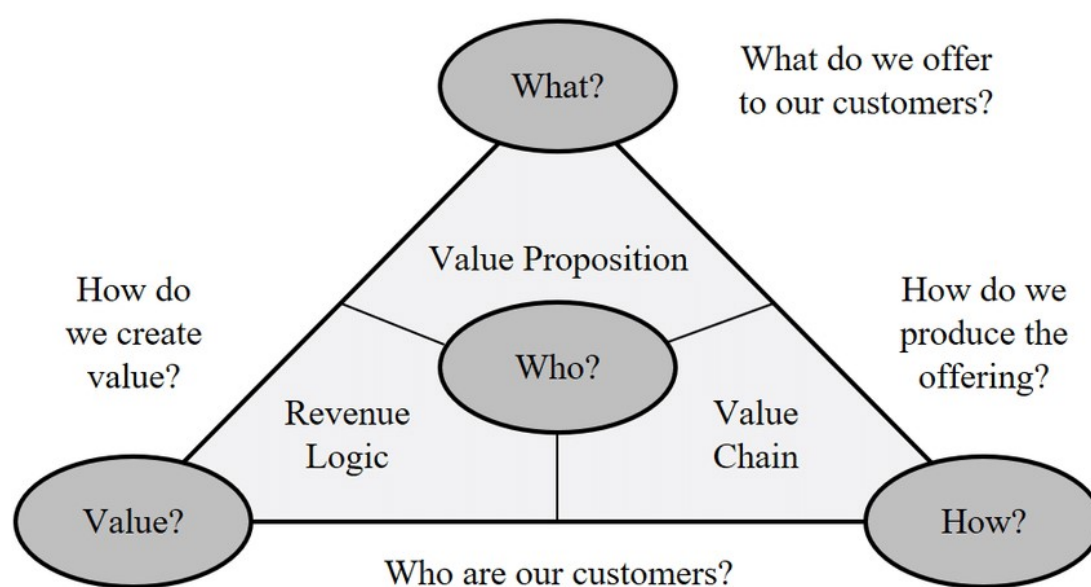 What?
What do we offer
to our customers?
Value Proposition
How do
we create
value?
How do we
produce the
offering?
Who?
Revenue
Logic
Value
Chain
Value?
How?
Who are our customers?